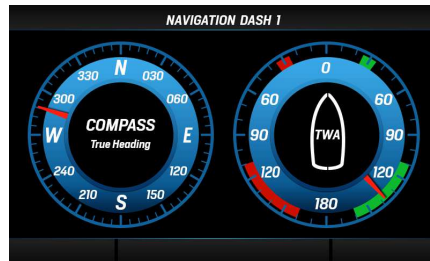 NAVIGATION DASH 1
N
330
030
300
060
COMPASS
True Heading
W
E
240
120
210
150
S
0
60
60
TWA
90
90
120
120
180